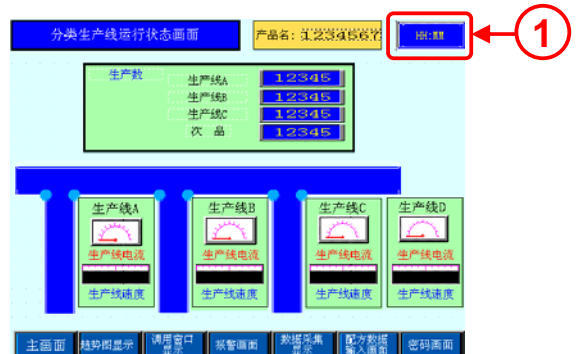 分类生产线运行状态画面
产品名: 1234567
HH:MM
1
生产数
生产线A 12345
生产线B 12345
生产线C 12345
次 品 12345
生产线A
生产线电流
生产线速度
生产线B
生产线电流
生产线速度
生产线C
生产线电流
生产线速度
生产线D
生产线电流
生产线速度
主画面
趋势图显示
调用窗口
显示
报警画面
数据采集
显示
配方数据
输入画面
密码画面